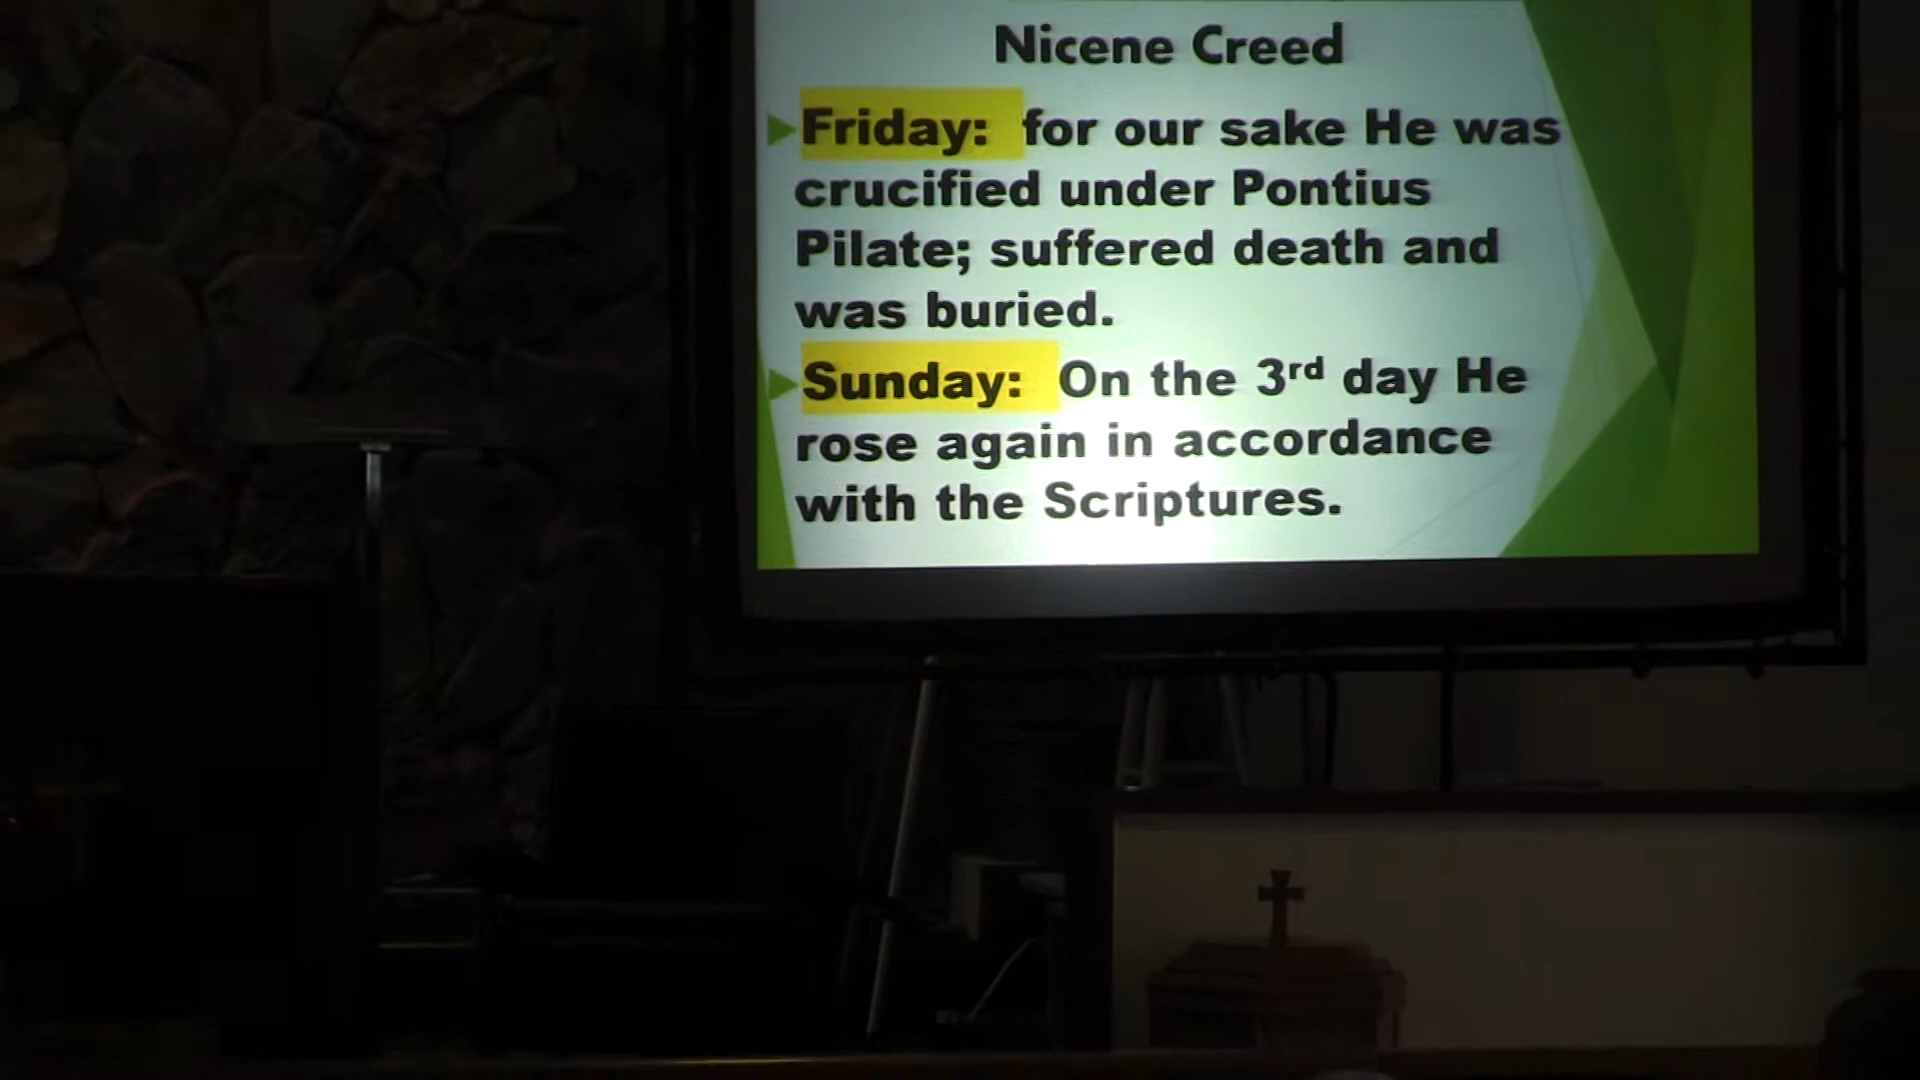 Nicene Creed
Friday: for our sake He was
crucified under Pontius
Pilate; suffered death and
was buried.
Sunday: On the 3rd day He
rose again in accordance
with the Scriptures.